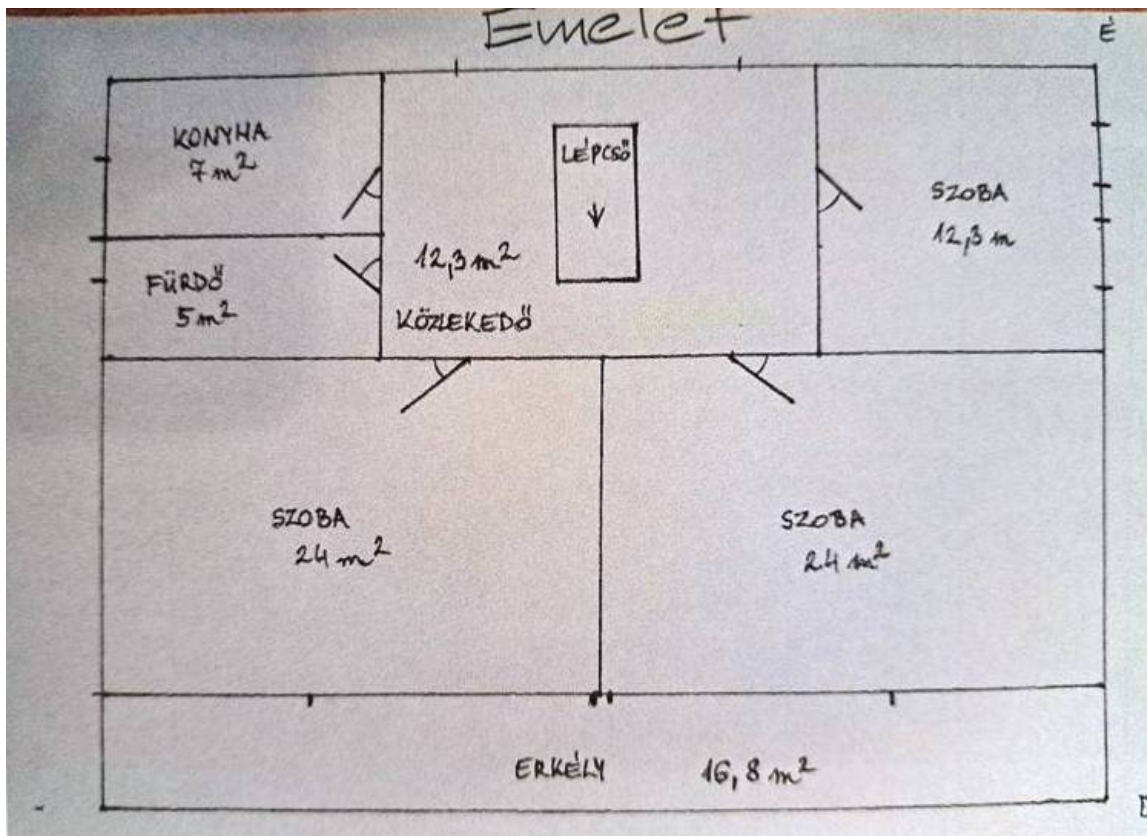 Emelet
É
KONYHA
7 m²
LÉPCSŐ
SZOBA
12,3 m
FÜRDŐ
5 m²
12,3 m²
KÖZLEKEDŐ
SZOBA
24 m²
SZOBA
24 m²
ERKÉLY 16,8 m²